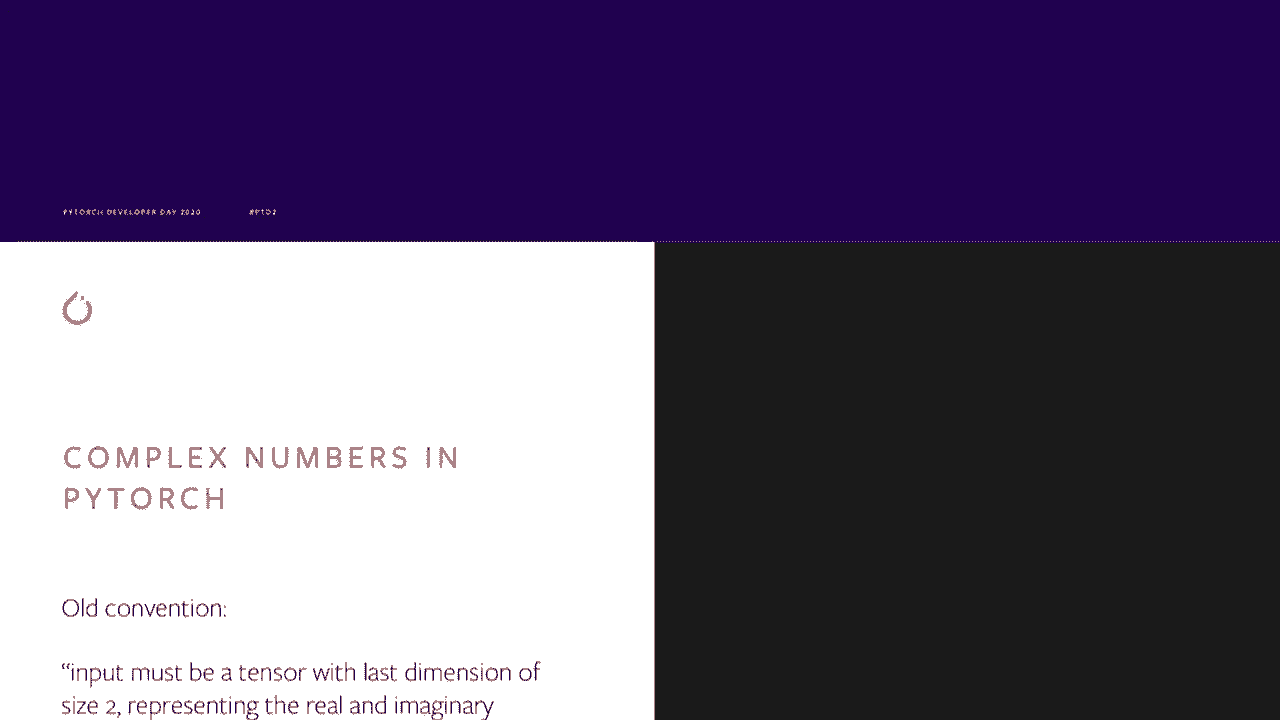 PYTORCH DEVELOPER DAY 2020 #PTD2
COMPLEX NUMBERS IN
PYTORCH
Old convention:
“input must be a tensor with last dimension of
size 2, representing the real and imaginary